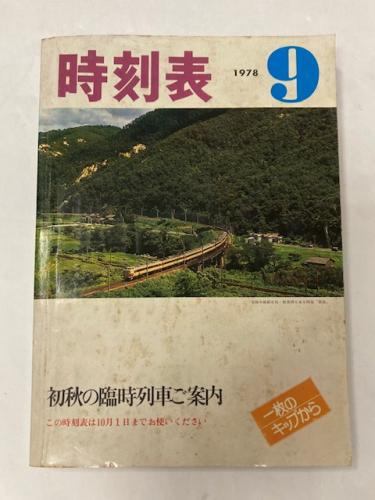 時刻表
1978
9
初秋の臨時列車ご案内
この時刻表は10月1日までお使いください
一枚の
キップから